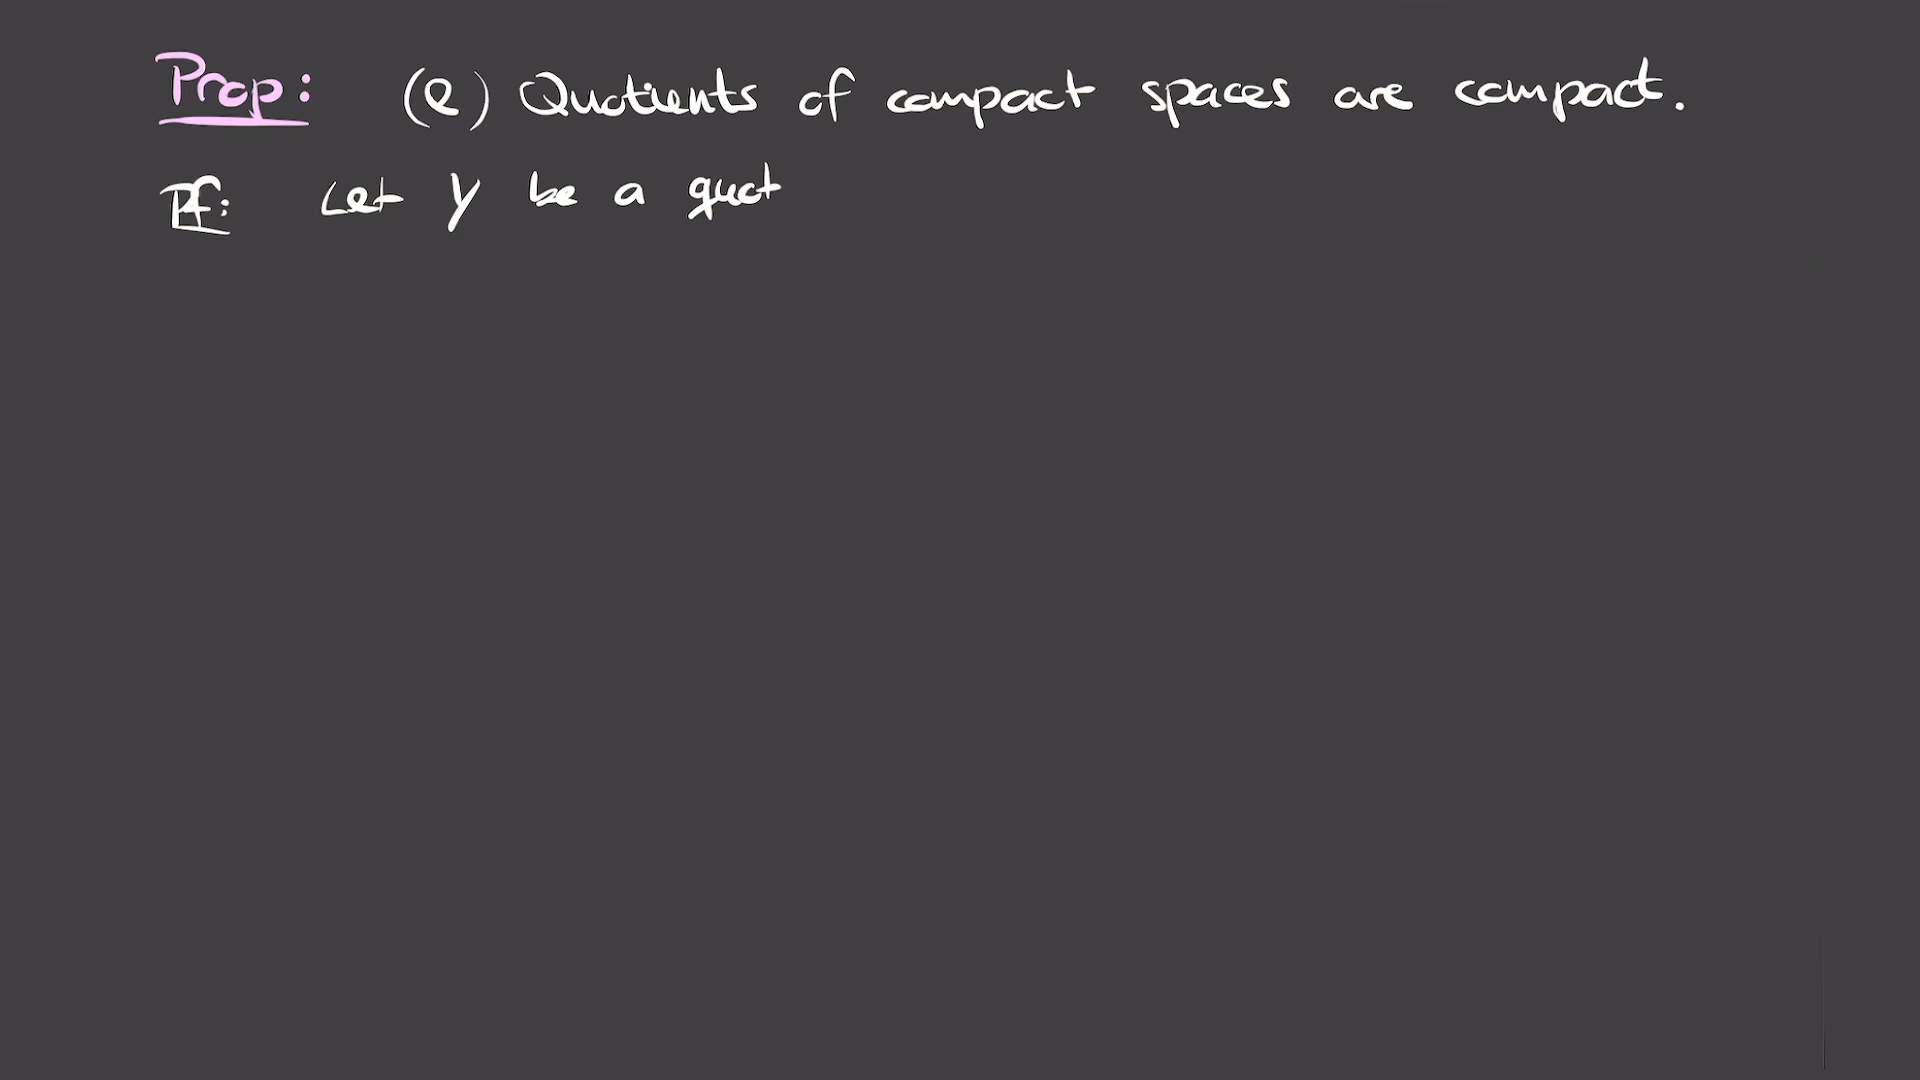 Prop: (e) Quotients of compact spaces are compact.
Pf: Let Y be a quot